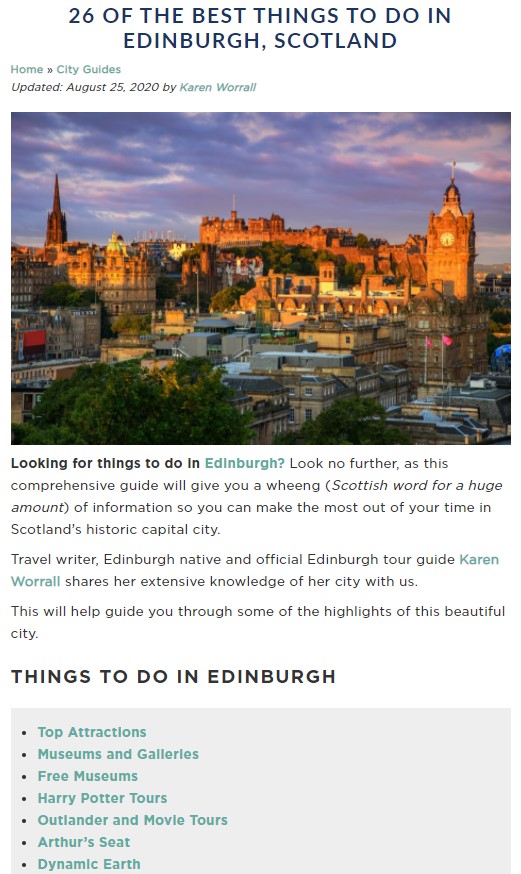 26 OF THE BEST THINGS TO DO IN
EDINBURGH, SCOTLAND
Home » City Guides
Updated: August 25, 2020 by Karen Worrall
Looking for things to do in Edinburgh? Look no further, as this
comprehensive guide will give you a wheeng (Scottish word for a huge
amount) of information so you can make the most out of your time in
Scotland's historic capital city.
Travel writer, Edinburgh native and official Edinburgh tour guide Karen
Worrall shares her extensive knowledge of her city with us.
This will help guide you through some of the highlights of this beautiful
city.
THINGS TO DO IN EDINBURGH
• Top Attractions
• Museums and Galleries
• Free Museums
• Harry Potter Tours
• Outlander and Movie Tours
• Arthur's Seat
• Dynamic Earth